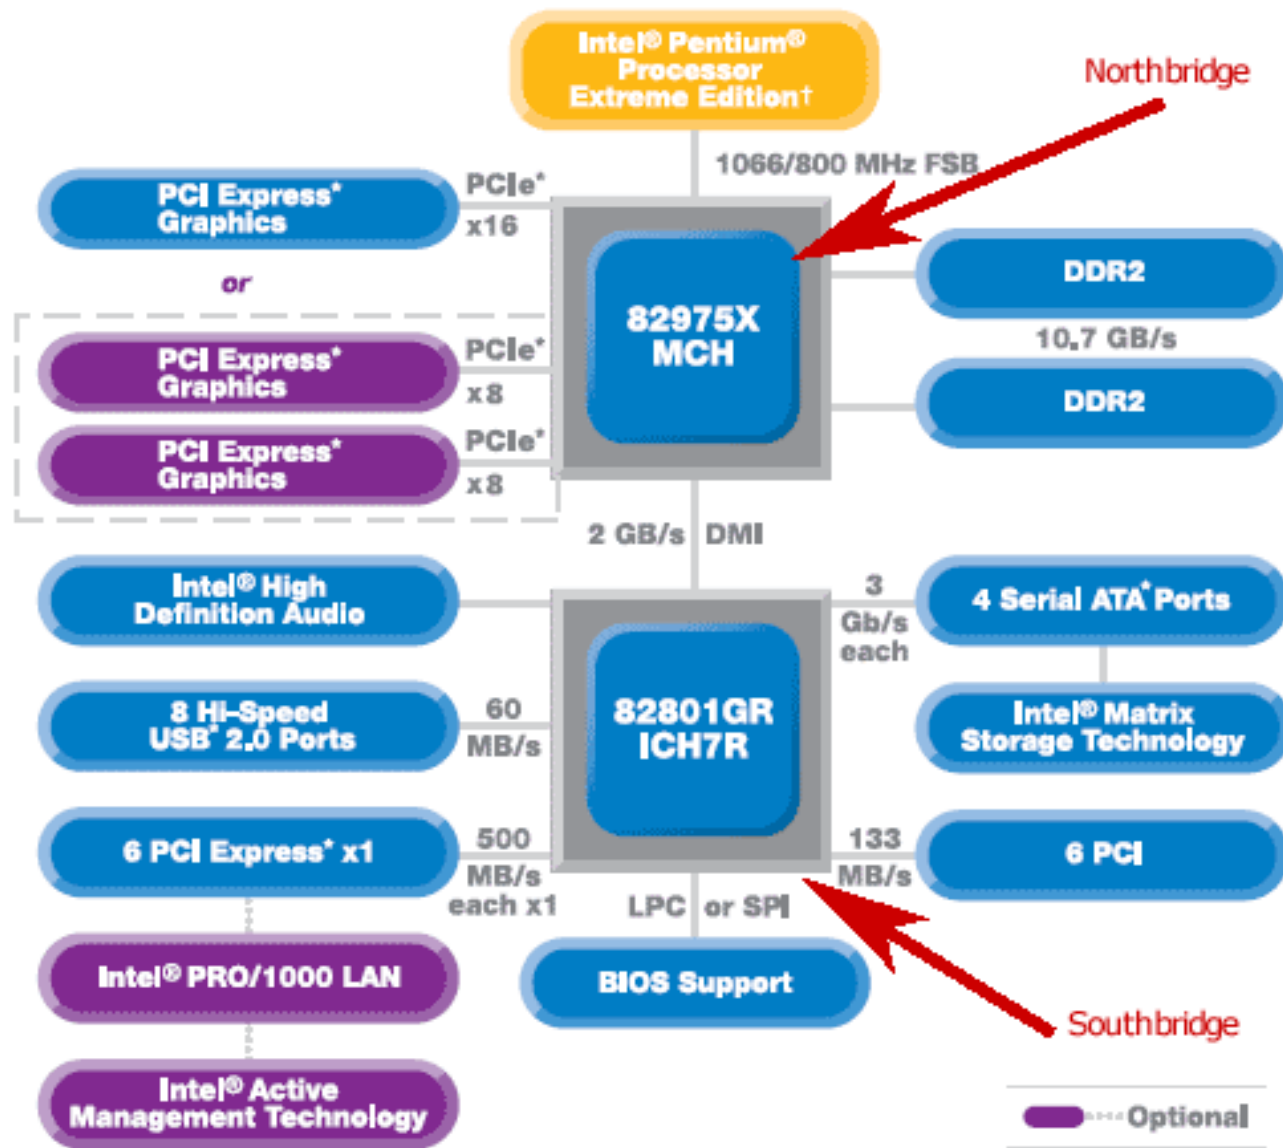 Intel® Pentium®
Processor
Extreme Edition†
Northbridge
1066/800 MHz FSB
PCI Express*
Graphics
PCIe*
x16
or
PCI Express*
Graphics
PCIe*
x8
PCI Express*
Graphics
PCIe*
x8
82975X
MCH
DDR2
10.7 GB/s
DDR2
2 GB/s DMI
Intel® High
Definition Audio
8 Hi-Speed
USB* 2.0 Ports
60
MB/s
6 PCI Express* x1
500
MB/s
each x1
82801GR
ICH7R
3
Gb/s
each
4 Serial ATA* Ports
Intel® Matrix
Storage Technology
133
MB/s
6 PCI
LPC or SPI
BIOS Support
Intel® PRO/1000 LAN
Intel® Active
Management Technology
Southbridge
Optional